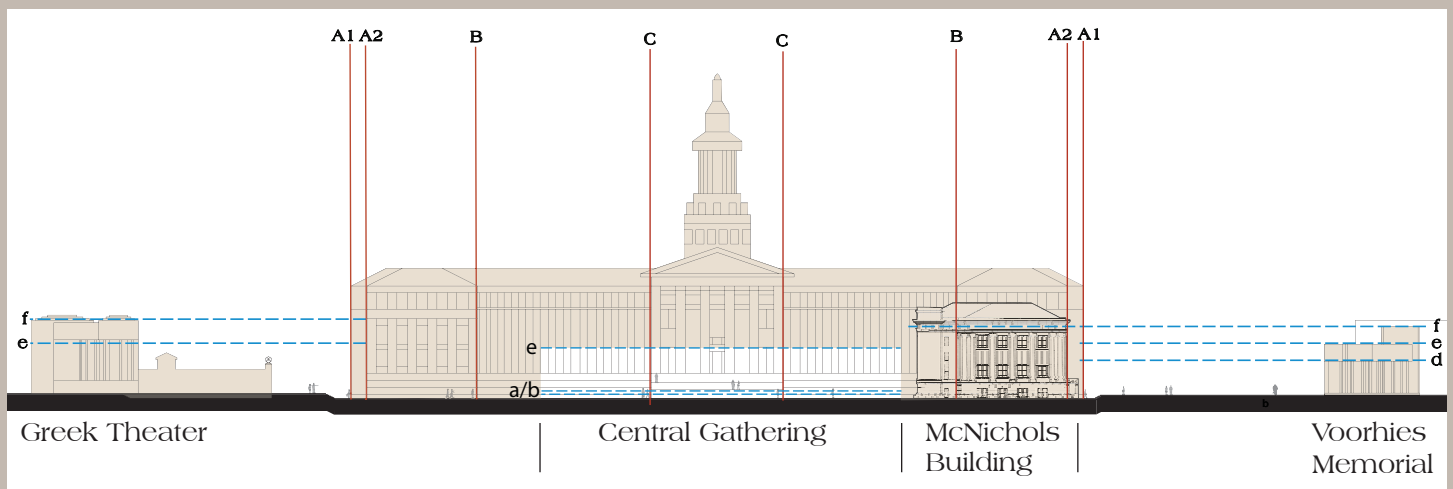 A1 A2 B C C B A2 A1
f f
e e
e d
a/b
b
Greek Theater Central Gathering McNichols Voorhies
Building Memorial